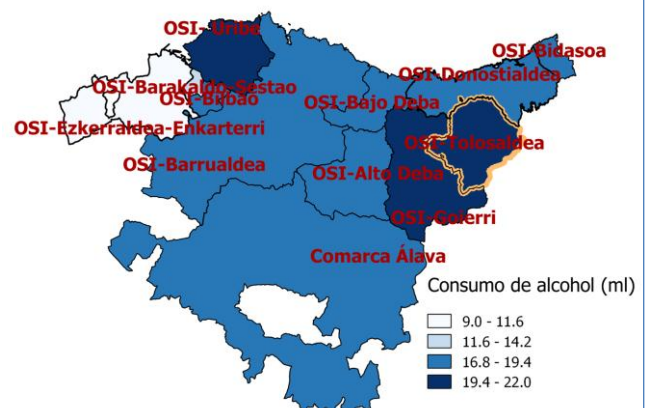 OSI-Uribe
OSI-Bidasoa
OSI-Donostialdea
OSI-Barakaldo-Sestao
OSI-Bilbao
OSI-Bajo Deba
OSI-Ezkerraldea-Enkarterri
OSI-Tolosaldea
OSI-Barrualdea
OSI-Alto Deba
OSI-Goierri
Comarca Álava
Consumo de alcohol (ml)
9.0 - 11.6
11.6 - 14.2
16.8 - 19.4
19.4 - 22.0